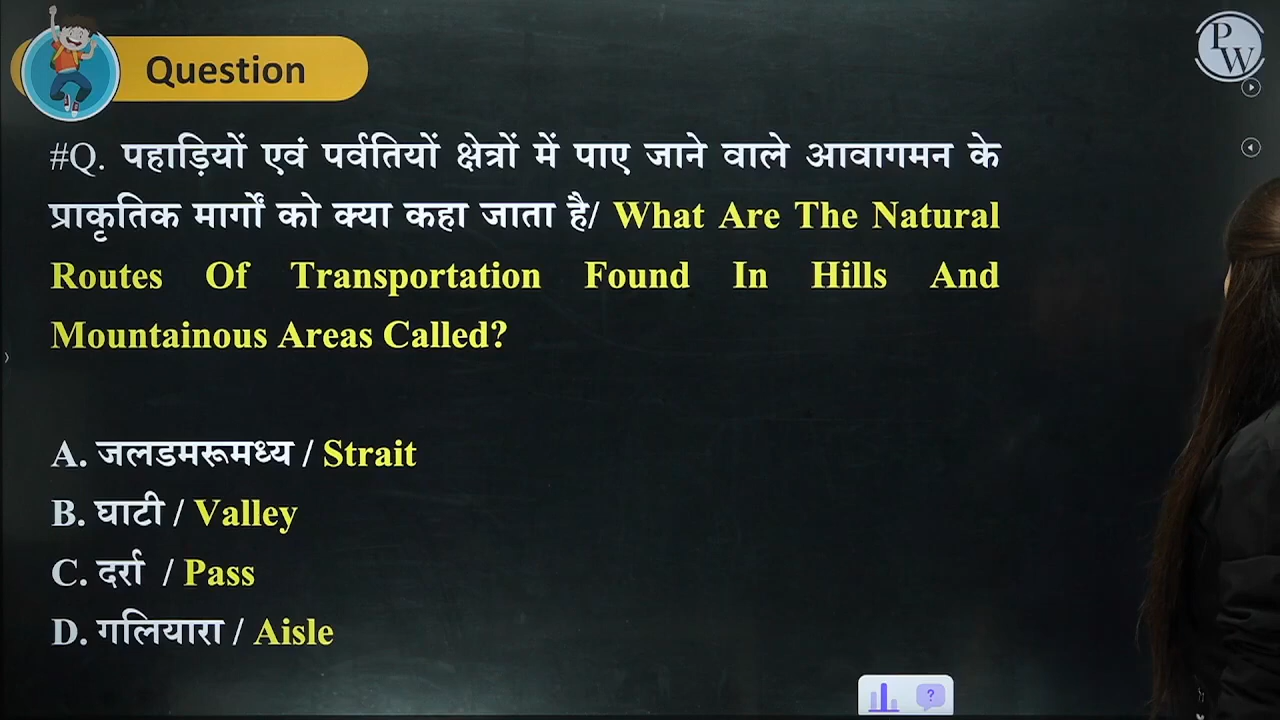 Question
PW
#Q. पहाड़ियों एवं पर्वतियों क्षेत्रों में पाए जाने वाले आवागमन के
प्राकृतिक मार्गों को क्या कहा जाता है/ What Are The Natural
Routes Of Transportation Found In Hills And
Mountainous Areas Called?
A. जलडमरूमध्य / Strait
B. घाटी / Valley
C. दर्रा / Pass
D. गलियारा / Aisle
?